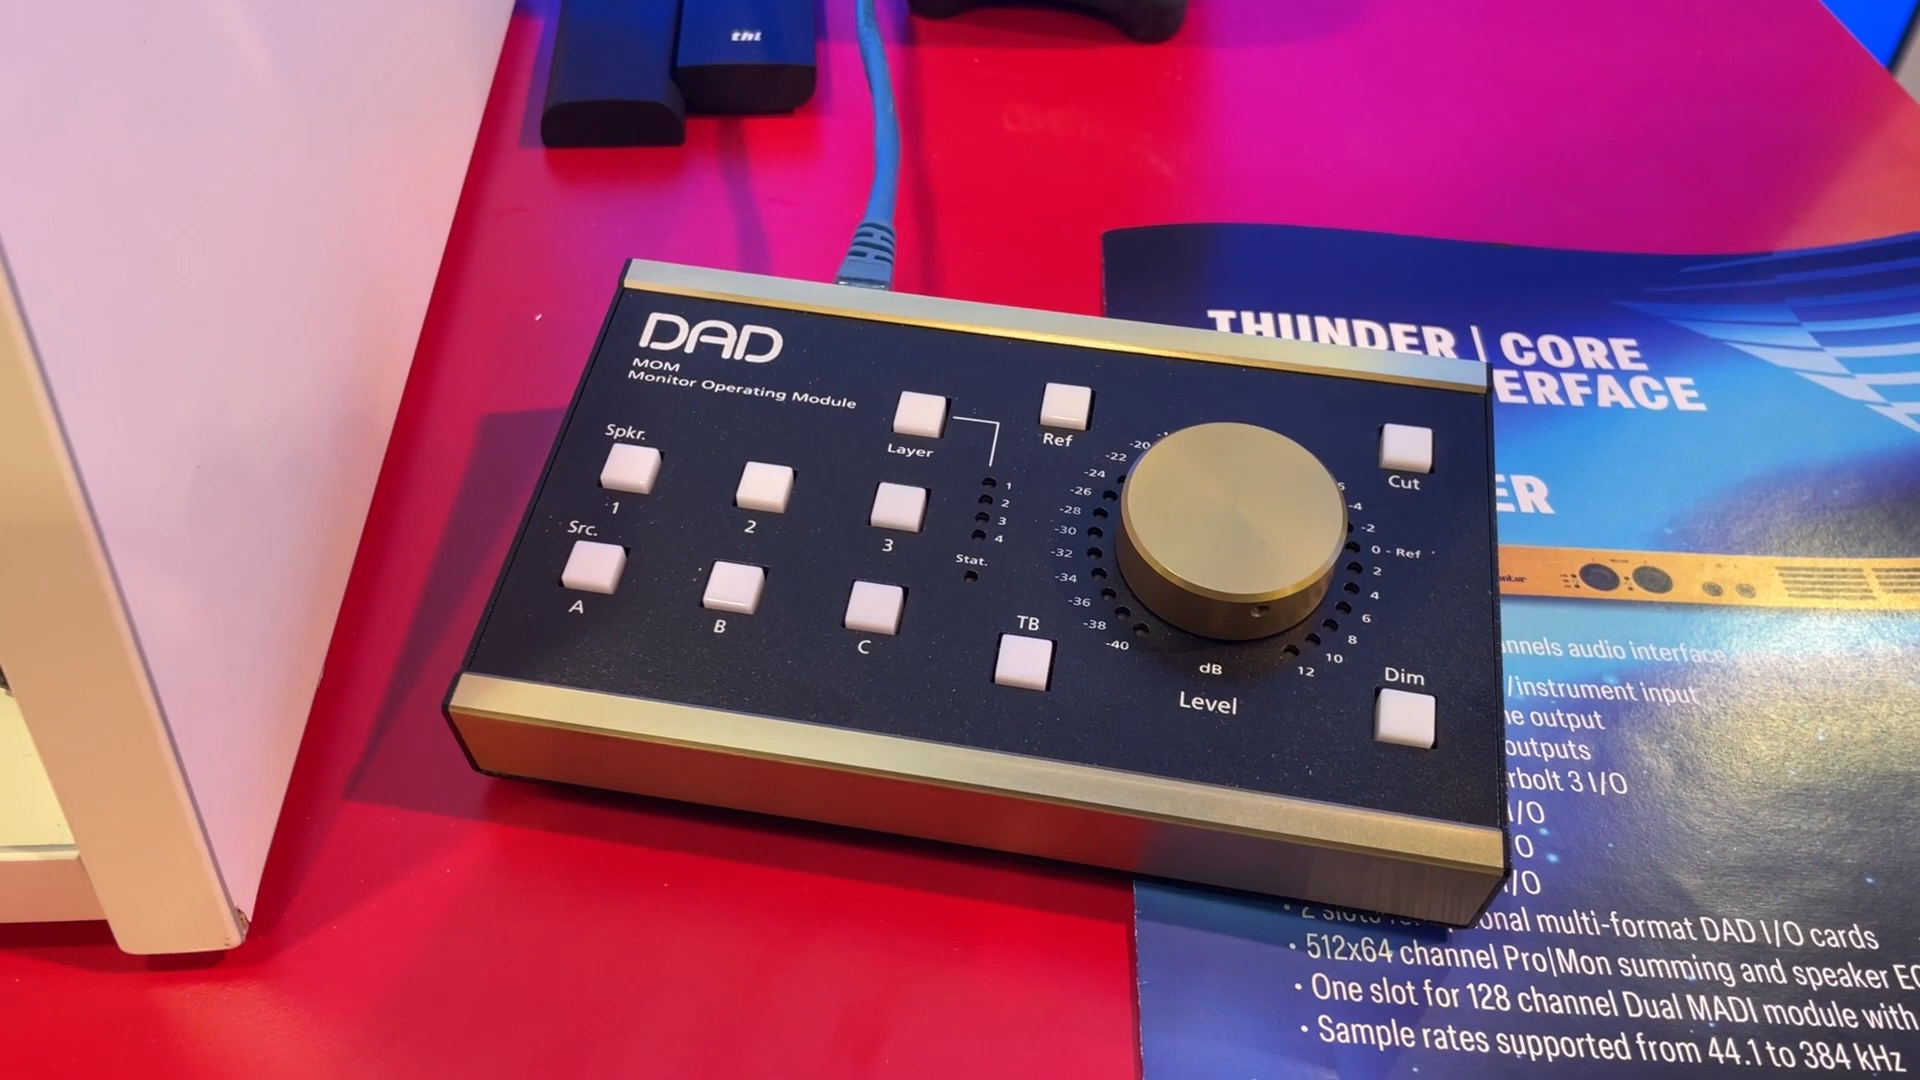 thl
DAD
MOM
Monitor Operating Module
Layer
Ref
Cut
Spkr.
1
2
3
Src.
A
B
C
1
2
3
4
Stat.
TB
-20
-22
-24
-26
-28
-30
-32
-34
-36
-38
-40
-4
-2
0 - Ref
2
4
6
8
10
12
dB
Level
Dim
THUNDER | CORE
ERFACE
ER
audio interface
/instrument input
output
outputs
3 I/O
I/O
O
I/O
• 2 multi-format DAD I/O cards
• 512x64 channel Pro|Mon summing and speaker EQ
• One slot for 128 channel Dual MADI module with
• Sample rates supported from 44.1 to 384 kHz